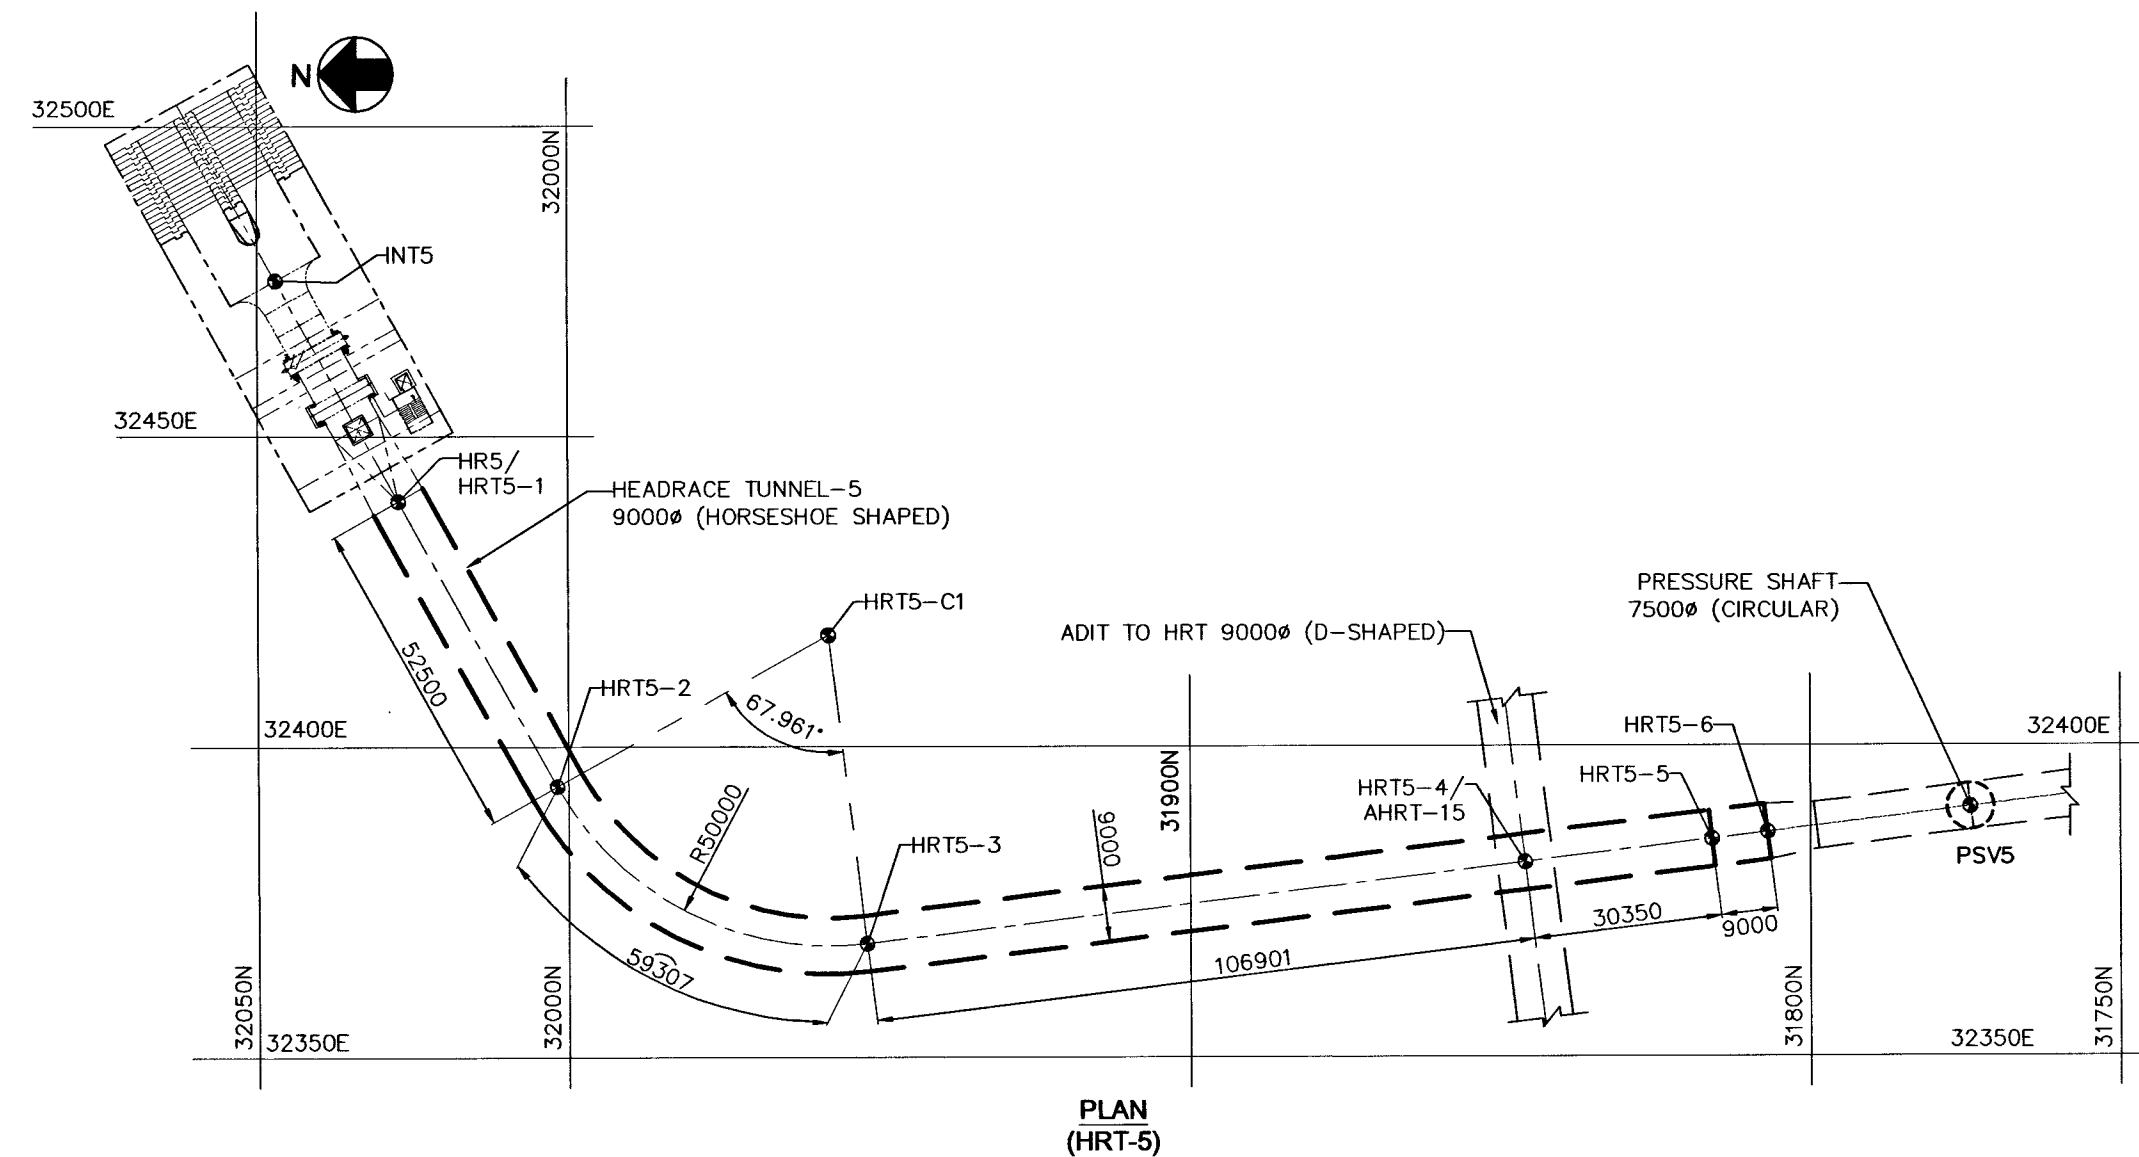 N
32500E
32000N
INT5
32450E
HR5/
HRT5-1
HEADRACE TUNNEL-5
9000ø (HORSESHOE SHAPED)
52500
HRT5-C1
PRESSURE SHAFT
7500ø (CIRCULAR)
ADIT TO HRT 9000ø (D-SHAPED)
HRT5-2
67.961°
32400E
HRT5-6
32400E
R50000
31900N
HRT5-4/
AHRT-15
HRT5-5
9000
HRT5-3
PSV5
30350
9000
59307
106901
32050N
32000N
31800N
31750N
32350E
32350E
PLAN
(HRT-5)